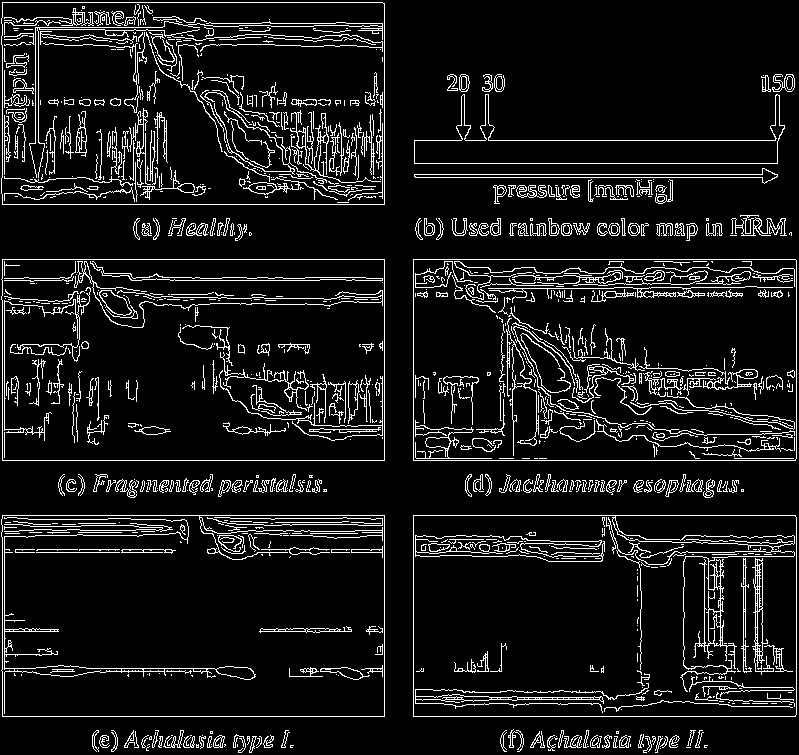 time
depth
20 30 150
pressure [mmHg]
(a) Healthy.
(b) Used rainbow color map in HRM.
(c) Fragmented peristalsis.
(d) Jackhammer esophagus.
(e) Achalasia type I.
(f) Achalasia type II.